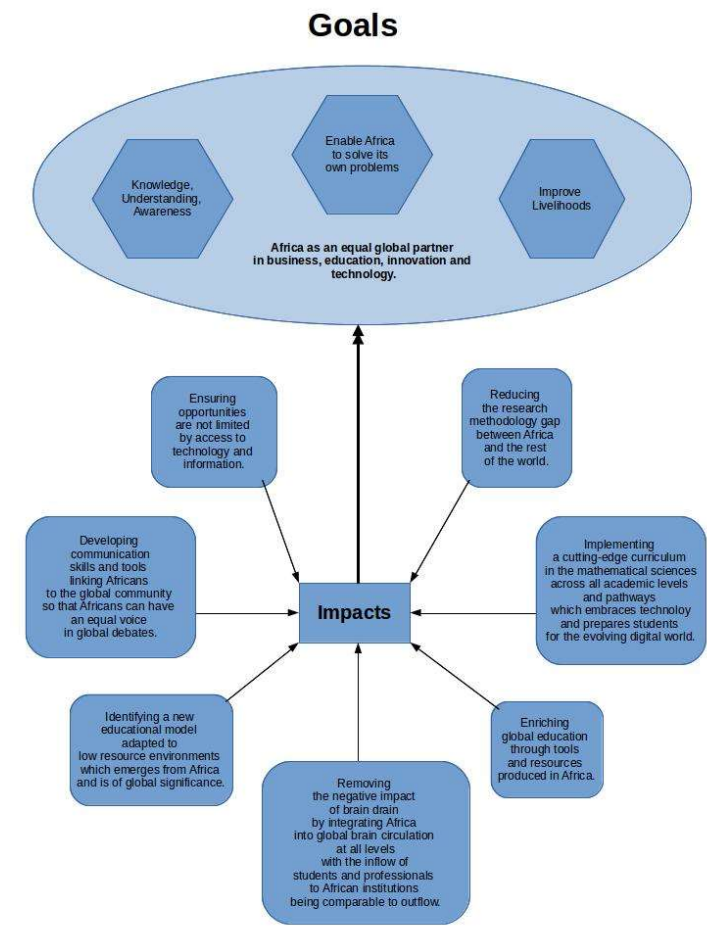 Goals
Enable Africa
to solve its
own problems
Knowledge,
Understanding,
Awareness
Improve
Livelihoods
Africa as an equal global partner
in business, education, innovation and
technology.
Ensuring
opportunities
are not limited
by access to
technology and
information.
Reducing
the research
methodology gap
between Africa
and the rest
of the world.
Developing
communication
skills and tools
linking Africans
to the global community
so that Africans can have
an equal voice
in global debates.
Impacts
Implementing
a cutting-edge curriculum
in the mathematical sciences
across all academic levels
and pathways
which embraces technoloy
and prepares students
for the evolving digital world.
Identifying a new
educational model
adapted to
low resource environments
which emerges from Africa
and is of global significance.
Removing
the negative impact
of brain drain
by integrating Africa
into global brain circulation
at all levels
with the inflow of
students and professionals
to African institutions
being comparable to outflow.
Enriching
global education
through tools
and resources
produced in Africa.